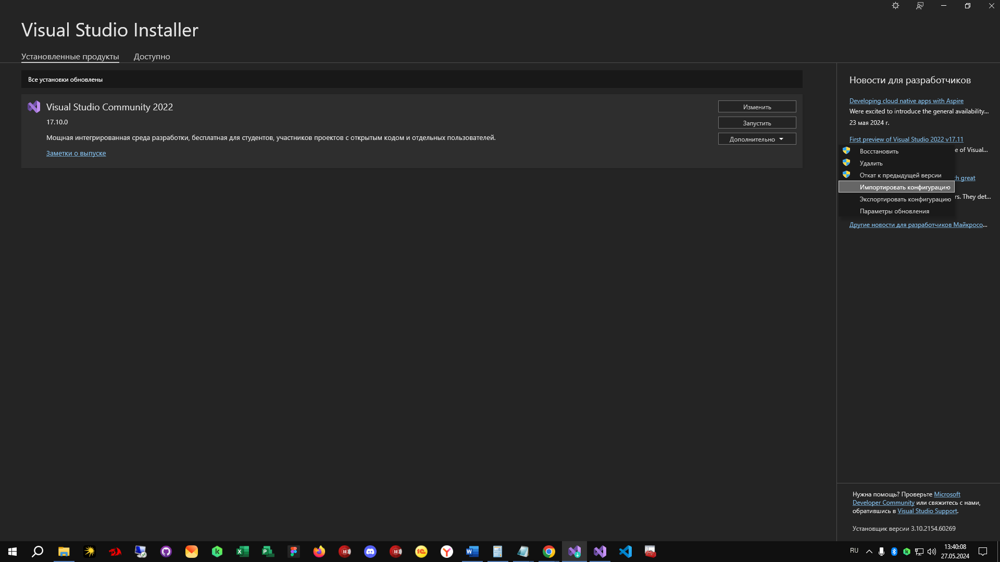 Visual Studio Installer
Установленные продукты
Доступно
Все установки обновлены
Visual Studio Community 2022
17.10.0
Мощная интегрированная среда разработки, бесплатная для студентов, участников проектов с открытым кодом и отдельных пользователей.
Заметки о выпуске
Изменить
Запустить
Дополнительно
Новости для разработчиков
Developing cloud native apps with Aspire
Were excited to introduce the general availability...
23 мая 2024 г.
First preview of Visual Studio 2022 v17.11
e of Visual...
great
They det...
Восстановить
Удалить
Откат к предыдущей версии
Импортировать конфигурацию
Экспортировать конфигурацию
Параметры обновления
Другие новости для разработчиков Майкросо...
Нужна помощь? Проверьте Microsoft
Developer Community или свяжитесь с нами,
обратившись в Visual Studio Support.
Установщик версии 3.10.2154.60269
RU
13:40:08
27.05.2024